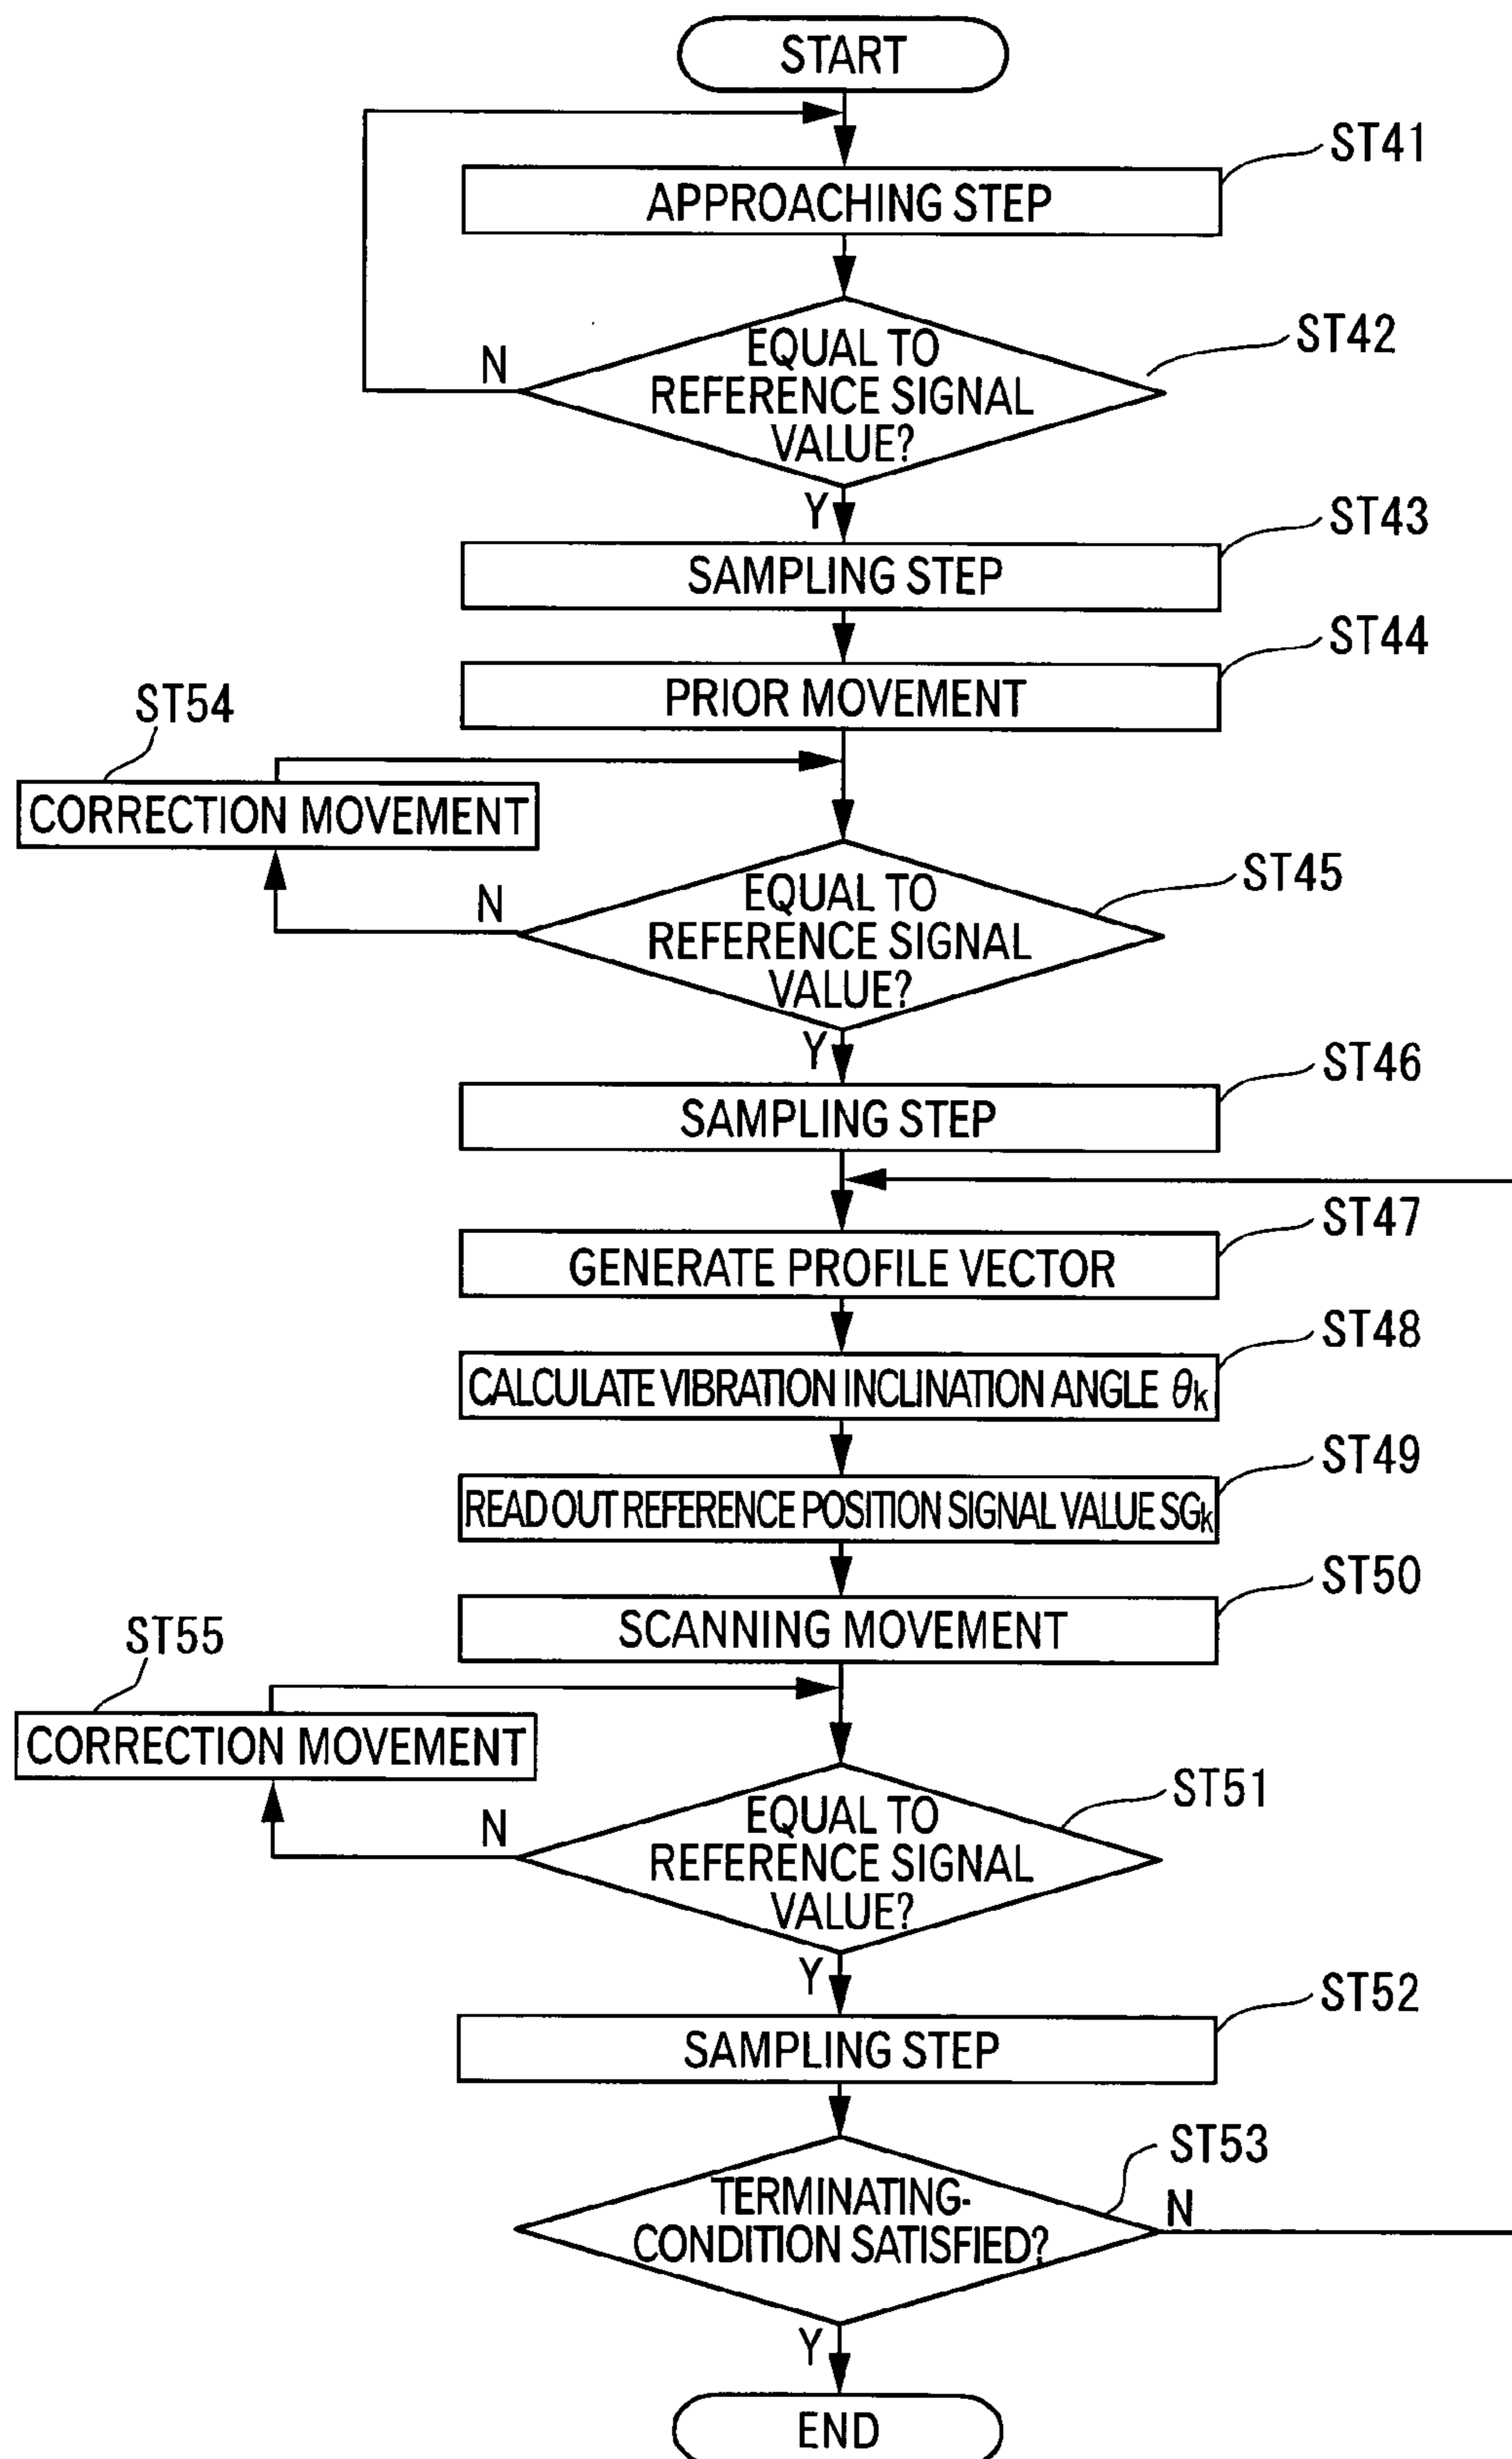 START
ST41
APPROACHING STEP
ST42
EQUAL TO
REFERENCE SIGNAL
VALUE?
N
Y
ST43
SAMPLING STEP
ST44
PRIOR MOVEMENT
ST54
CORRECTION MOVEMENT
ST45
EQUAL TO
REFERENCE SIGNAL
VALUE?
N
Y
ST46
SAMPLING STEP
ST47
GENERATE PROFILE VECTOR
ST48
CALCULATE VIBRATION INCLINATION ANGLE θk
ST49
READ OUT REFERENCE POSITION SIGNAL VALUE SGk
ST50
SCANNING MOVEMENT
ST55
CORRECTION MOVEMENT
ST51
EQUAL TO
REFERENCE SIGNAL
VALUE?
N
Y
ST52
SAMPLING STEP
ST53
TERMINATING-
CONDITION SATISFIED?
N
Y
END